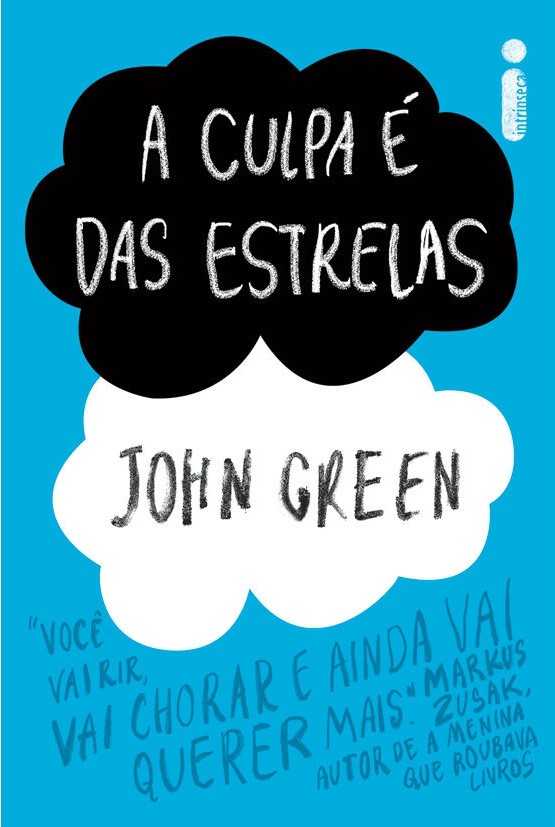 intrínseca
A CULPA É
DAS ESTRELAS
JOHN GREEN
"VOCÊ
VAI RIR,
VAI CHORAR E AINDA VAI
QUERER MAIS." MARKUS
ZUSAK,
AUTOR DE A MENINA
QUE ROUBAVA
LIVROS